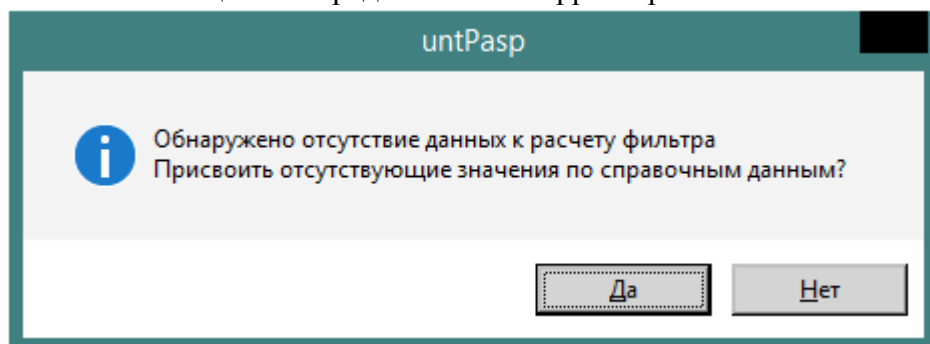 untPasp
Обнаружено отсутствие данных к расчету фильтра
Присвоить отсутствующие значения по справочным данным?
Да
Нет